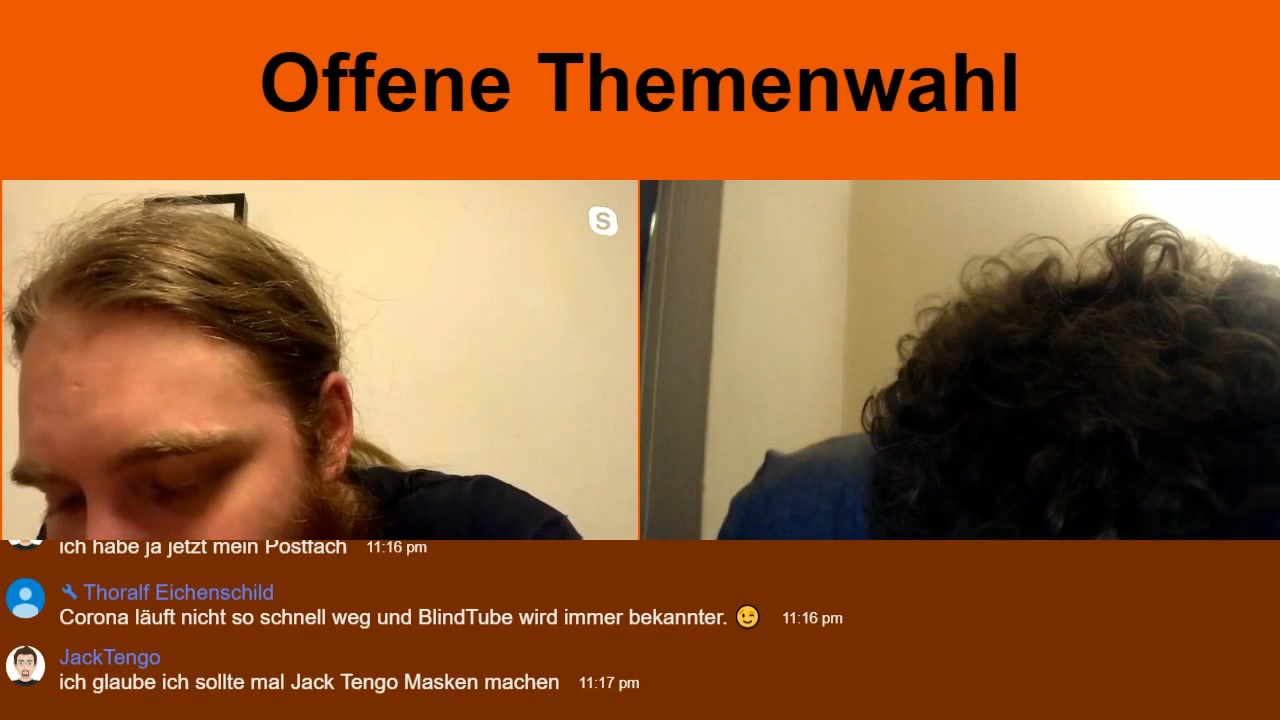 Offene Themenwahl
S
ich habe ja jetzt mein Postfach 11:16 pm
Thoralf Eichenschild
Corona läuft nicht so schnell weg und BlindTube wird immer bekannter. 😉 11:16 pm
JackTengo
ich glaube ich sollte mal Jack Tengo Masken machen 11:17 pm